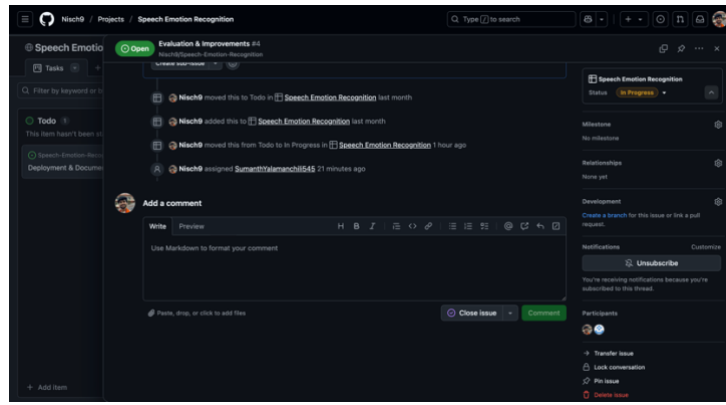 Nisch9 / Projects / Speech Emotion Recognition
Type / to search
Speech Emotio
Tasks
Filter by keyword or
Todo 1
This item hasn't been
Speech-Emotion-Reco
Deployment & Docume
Add item
Open
Evaluation & Improvements #4
Nisch9/Speech-Emotion-Recognition
Create sub-issue
Nisch9 moved this to Todo in Speech Emotion Recognition last month
Nisch9 added this to Speech Emotion Recognition last month
Nisch9 moved this from Todo to In Progress in Speech Emotion Recognition 1 hour ago
Nisch9 assigned SumanthYalamanchili545 21 minutes ago
Add a comment
Write Preview
Use Markdown to format your comment
Paste, drop, or click to add files
Close issue
Comment
Speech Emotion Recognition
Status In Progress
Milestone
No milestone
Relationships
None yet
Development
Create a branch for this issue or link a pull
request.
Notifications Customize
Unsubscribe
You're receiving notifications because you're
subscribed to this thread.
Participants
Transfer issue
Lock conversation
Pin issue
Delete issue